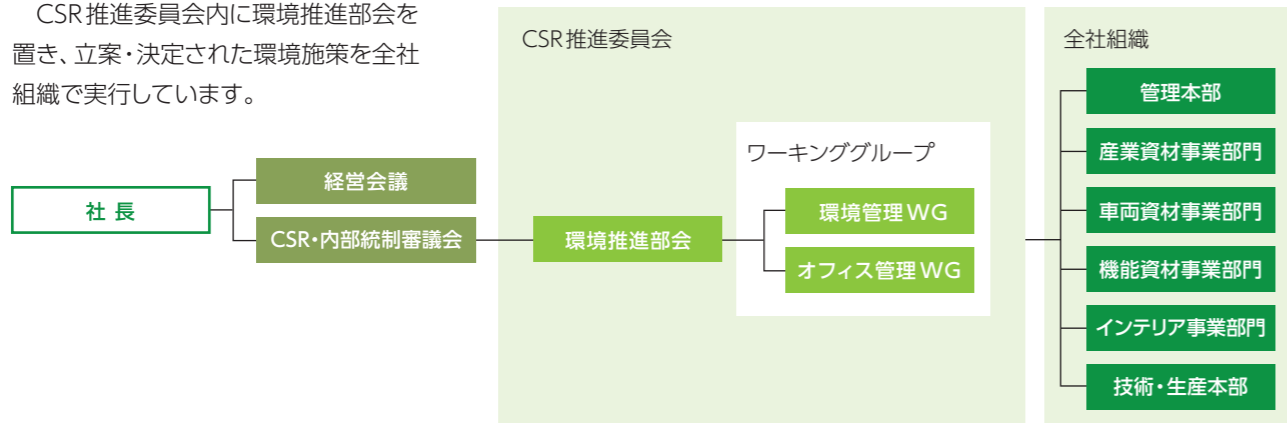 CSR推進委員会内に環境推進部会を
置き、立案・決定された環境施策を全社
組織で実行しています。
社 長
経営会議
CSR・内部統制審議会
CSR推進委員会
環境推進部会
ワーキンググループ
環境管理WG
オフィス管理WG
全社組織
管理本部
産業資材事業部門
車両資材事業部門
機能資材事業部門
インテリア事業部門
技術・生産本部